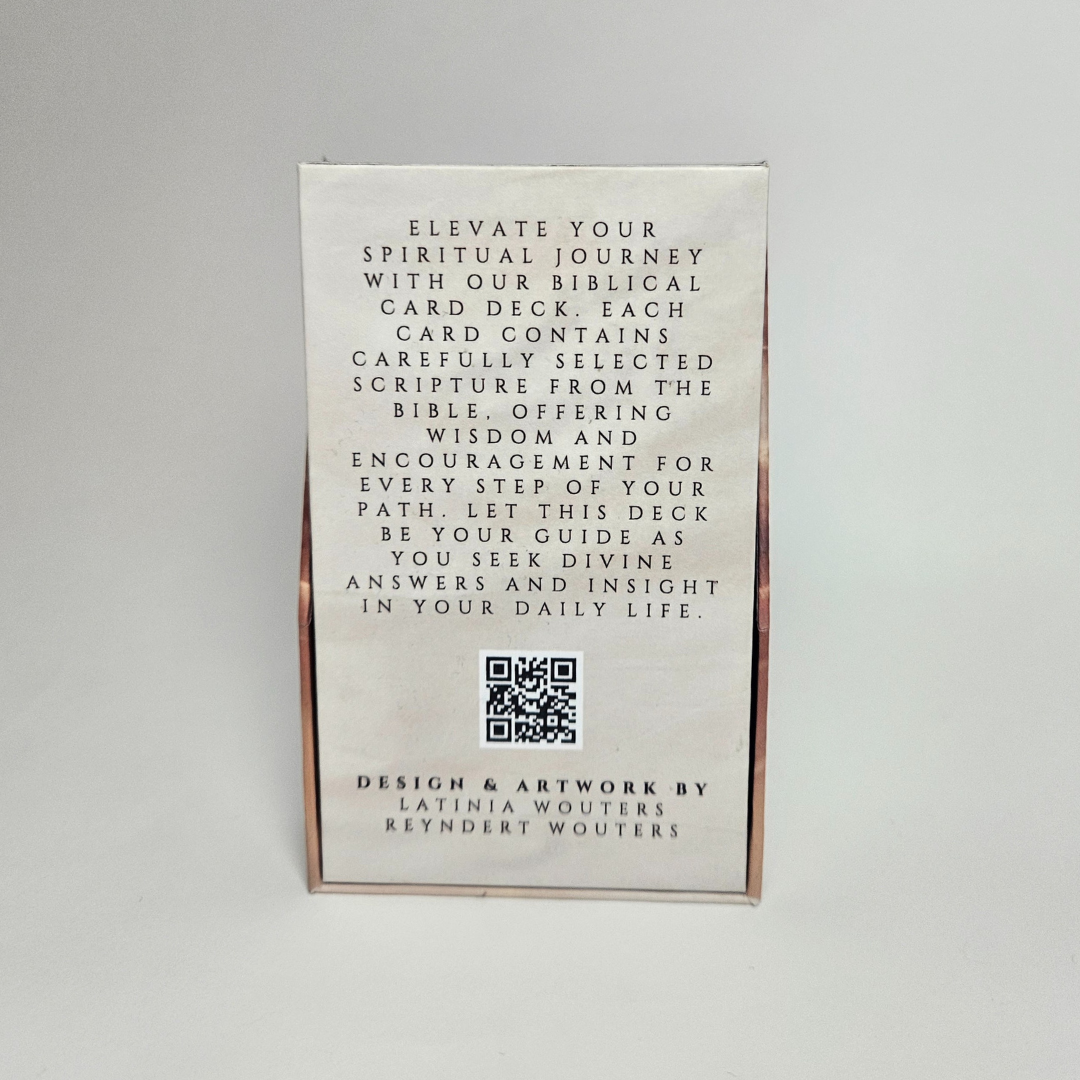 ELEVATE YOUR
SPIRITUAL JOURNEY
WITH OUR BIBLICAL
CARD DECK. EACH
CARD CONTAINS
CAREFULLY SELECTED
SCRIPTURE FROM THE
BIBLE, OFFERING
WISDOM AND
ENCOURAGEMENT FOR
EVERY STEP OF YOUR
PATH. LET THIS DECK
BE YOUR GUIDE AS
YOU SEEK DIVINE
ANSWERS AND INSIGHT
IN YOUR DAILY LIFE.
DESIGN & ARTWORK BY
LATINIA WOUTERS
REYNDERT WOUTERS